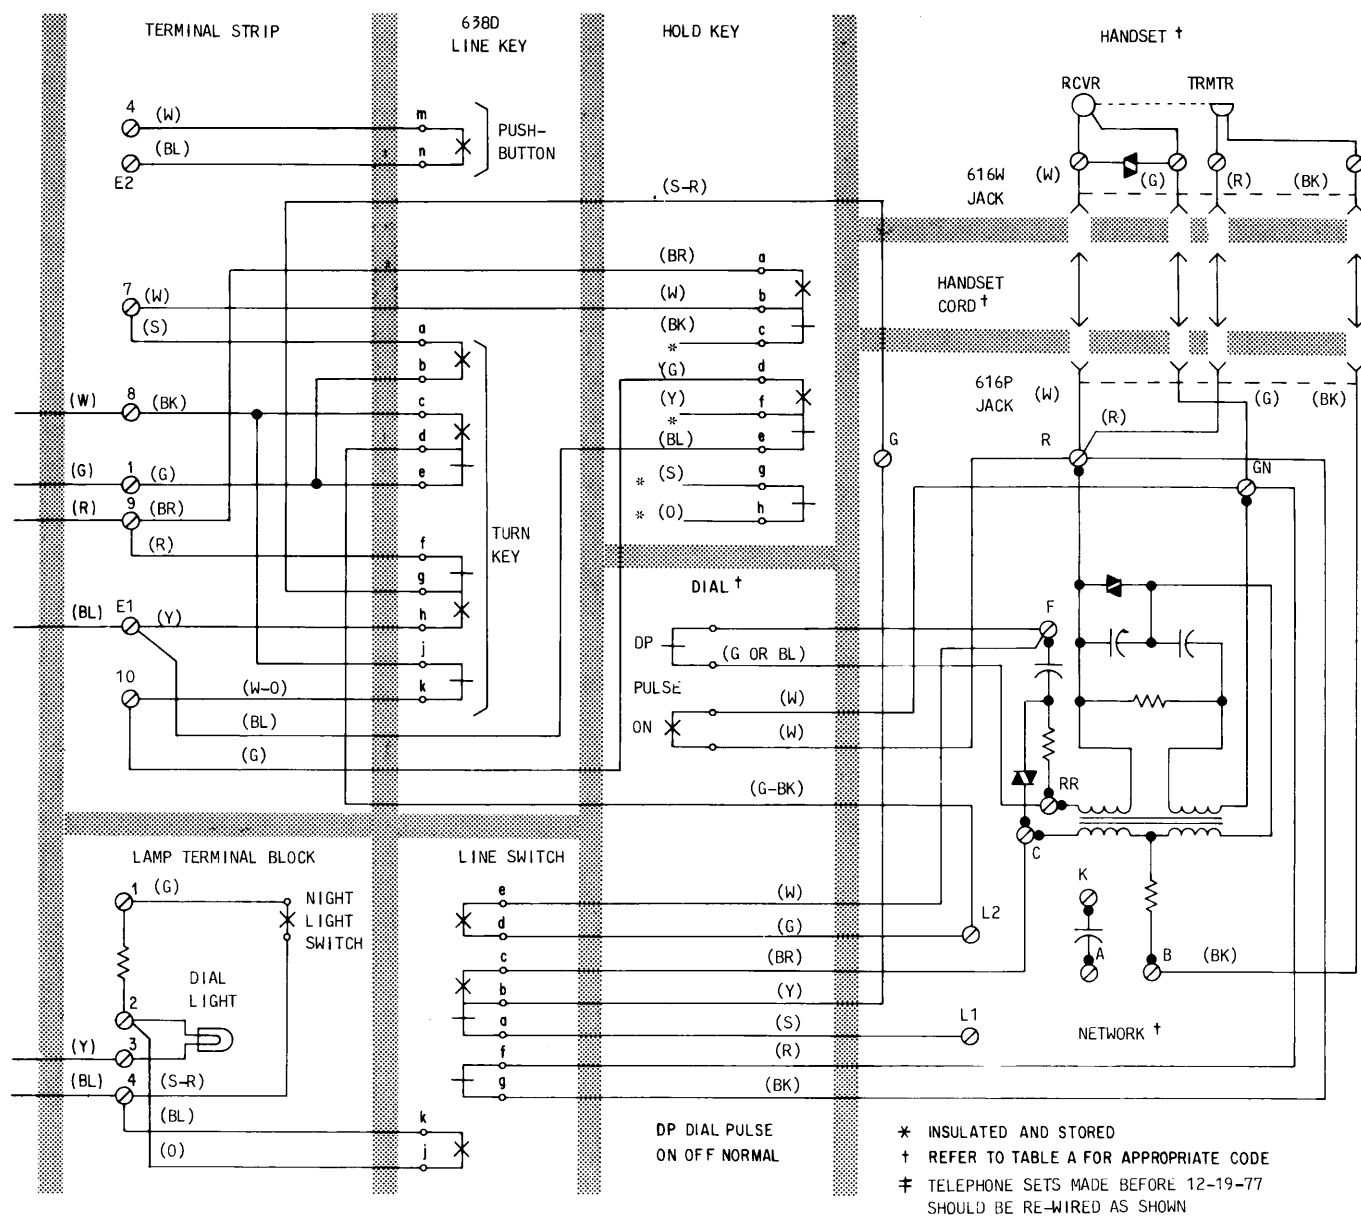 TERMINAL STRIP
638D
LINE KEY
HOLD KEY
HANDSET †
RCVR
TRMTR
4
(W)
m
(BL)
n
E2
PUSH-
BUTTON
(S-R)
616W
JACK
(W)
(G)
(R)
(BK)
(BR)
a
7
(W)
(W)
b
(S)
a
(BK)
*
c
HANDSET
CORD †
b
(G)
d
(W)
8
(BK)
c
(Y)
*
f
616P
JACK
(W)
(R)
(G)
(BK)
d
(BL)
e
G
R
(G)
1
(G)
e
* (S)
g
GN
(R)
9
(BR)
* (O)
h
(R)
f
TURN
KEY
g
DIAL †
(BL)
E1
(Y)
h
DP
F
j
(G OR BL)
10
(W-O)
k
PULSE
(W)
(BL)
ON
(W)
(G)
(G-BK)
RR
LAMP TERMINAL BLOCK
LINE SWITCH
C
1
(G)
NIGHT
LIGHT
SWITCH
e
(W)
K
d
(G)
L2
c
(BR)
A
B
(BK)
DIAL
LIGHT
2
b
(Y)
a
(S)
L1
NETWORK †
(Y)
3
f
(R)
(BL)
4
(S-R)
g
(BK)
(BL)
k
(O)
j
DP DIAL PULSE
ON OFF NORMAL
* INSULATED AND STORED
† REFER TO TABLE A FOR APPROPRIATE CODE
‡ TELEPHONE SETS MADE BEFORE 12-19-77
SHOULD BE RE-WIRED AS SHOWN